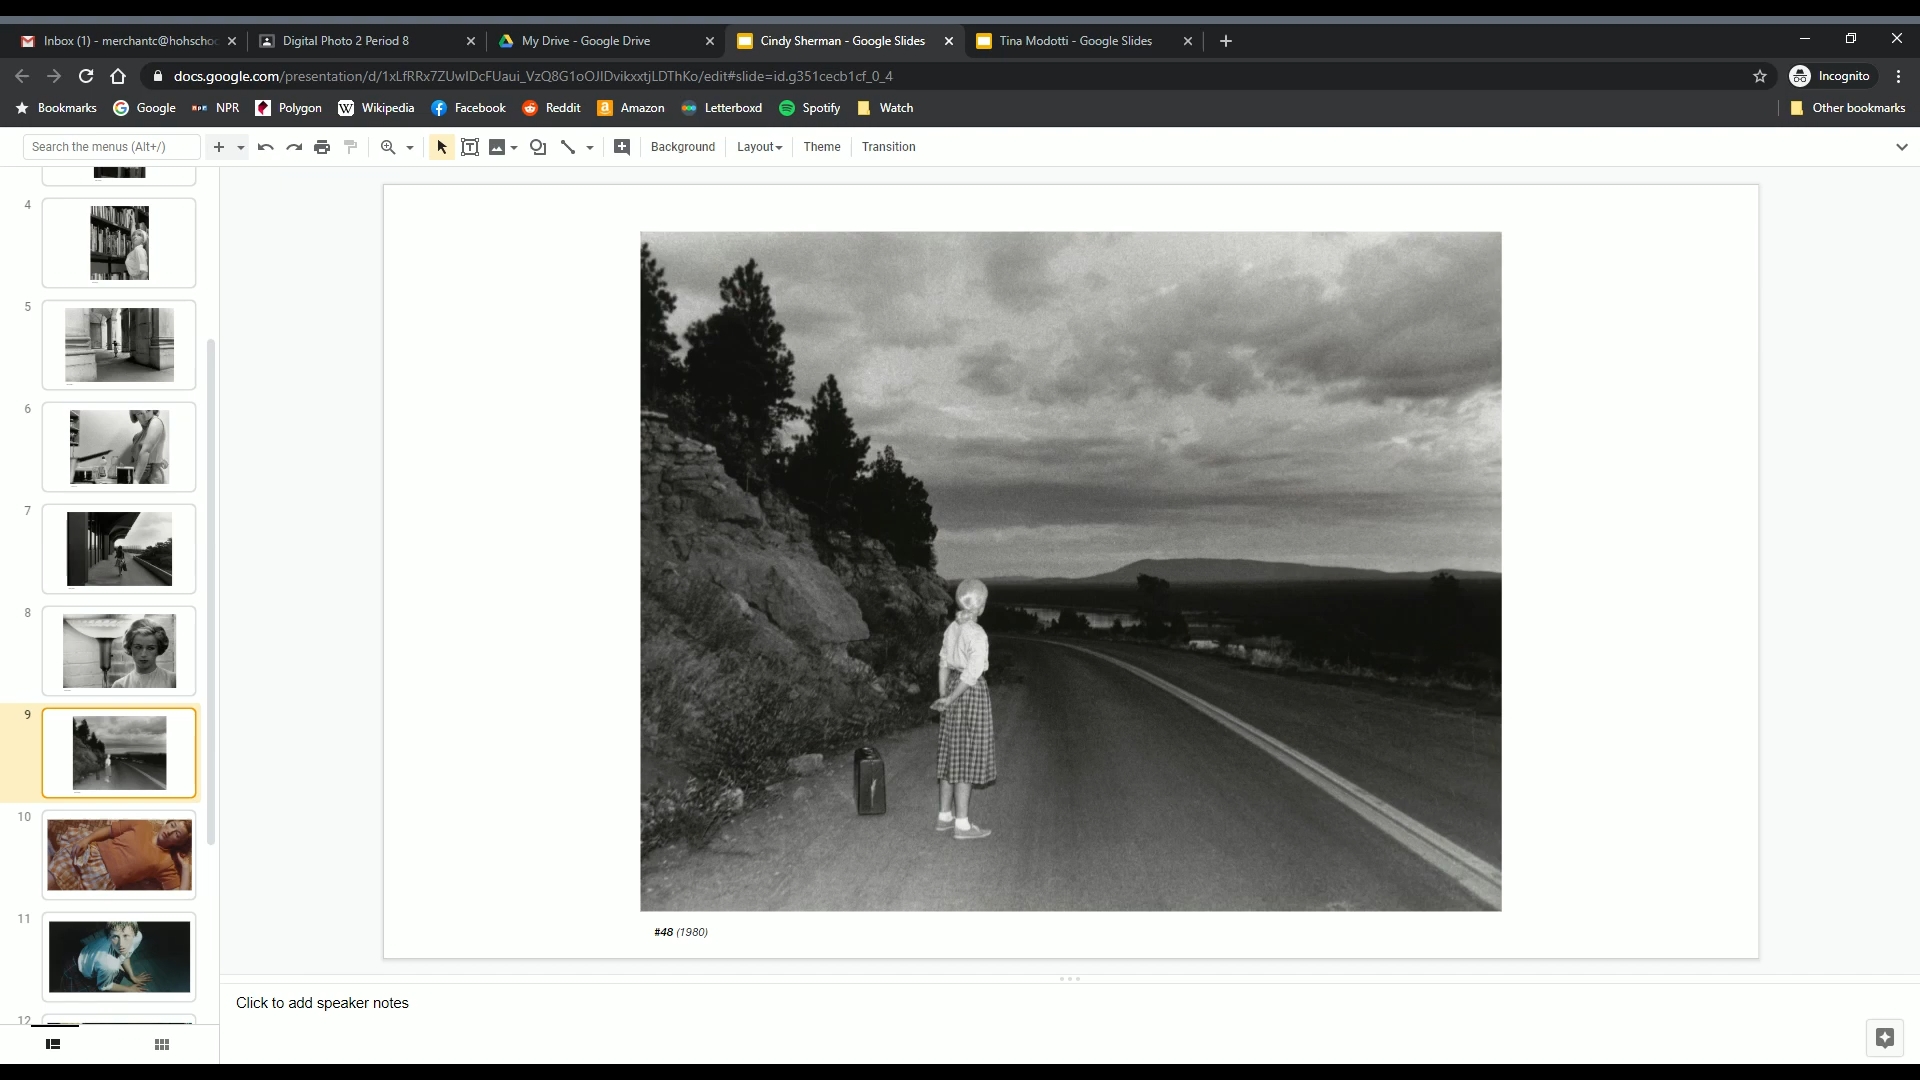 Inbox (1) - merchantc@hohschoo
Digital Photo 2 Period 8
My Drive - Google Drive
Cindy Sherman - Google Slides
Tina Modotti - Google Slides
docs.google.com/presentation/d/1xLfRRx7ZUwIDcFUaui_VzQ8G1oOJIDvikxxtjLDThKo/edit#slide=id.g351cecb1cf_0_4
Incognito
Bookmarks
Google
NPR
Polygon
Wikipedia
Facebook
Reddit
Amazon
Letterboxd
Spotify
Watch
Other bookmarks
Search the menus (Alt+/)
Background
Layout
Theme
Transition
4
5
6
7
8
9
10
11
12
#48 (1980)
Click to add speaker notes